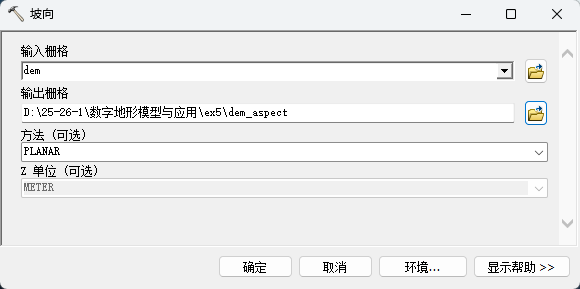 坡向
输入栅格
dem
输出栅格
D:\25-26-1\数字地形模型与应用\ex5\dem_aspect
方法（可选）
PLANAR
Z 单位（可选）
METER
确定
取消
环境...
显示帮助 >>